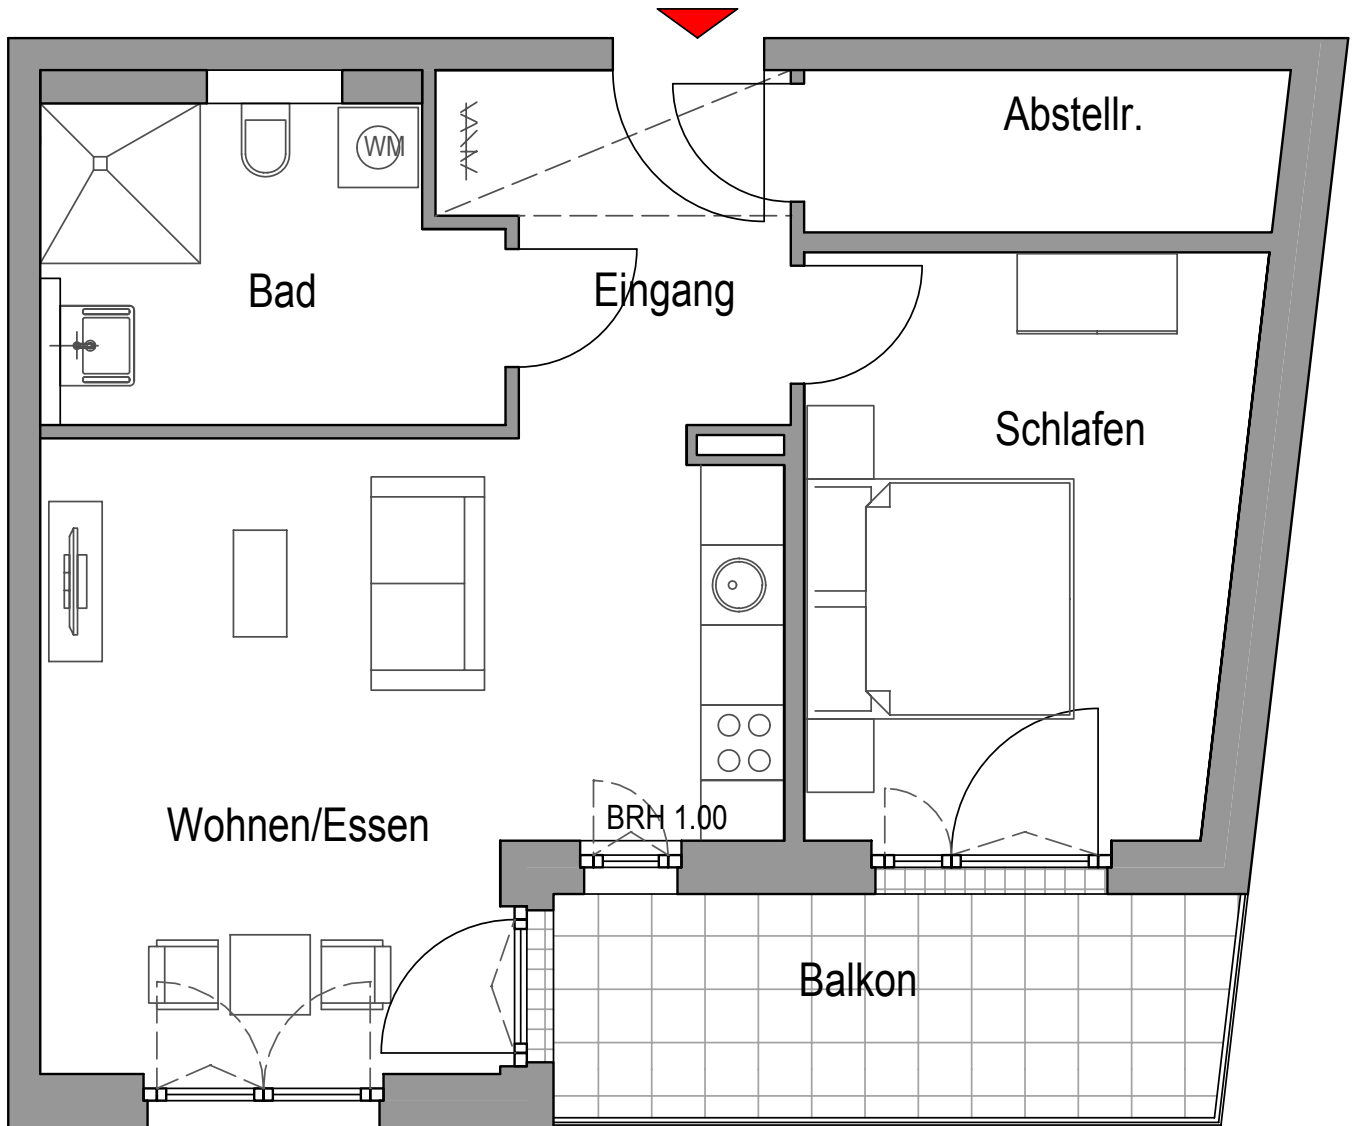 Abstellr.
WM
Bad
Eingang
Schlafen
Wohnen/Essen
BRH 1.00
Balkon